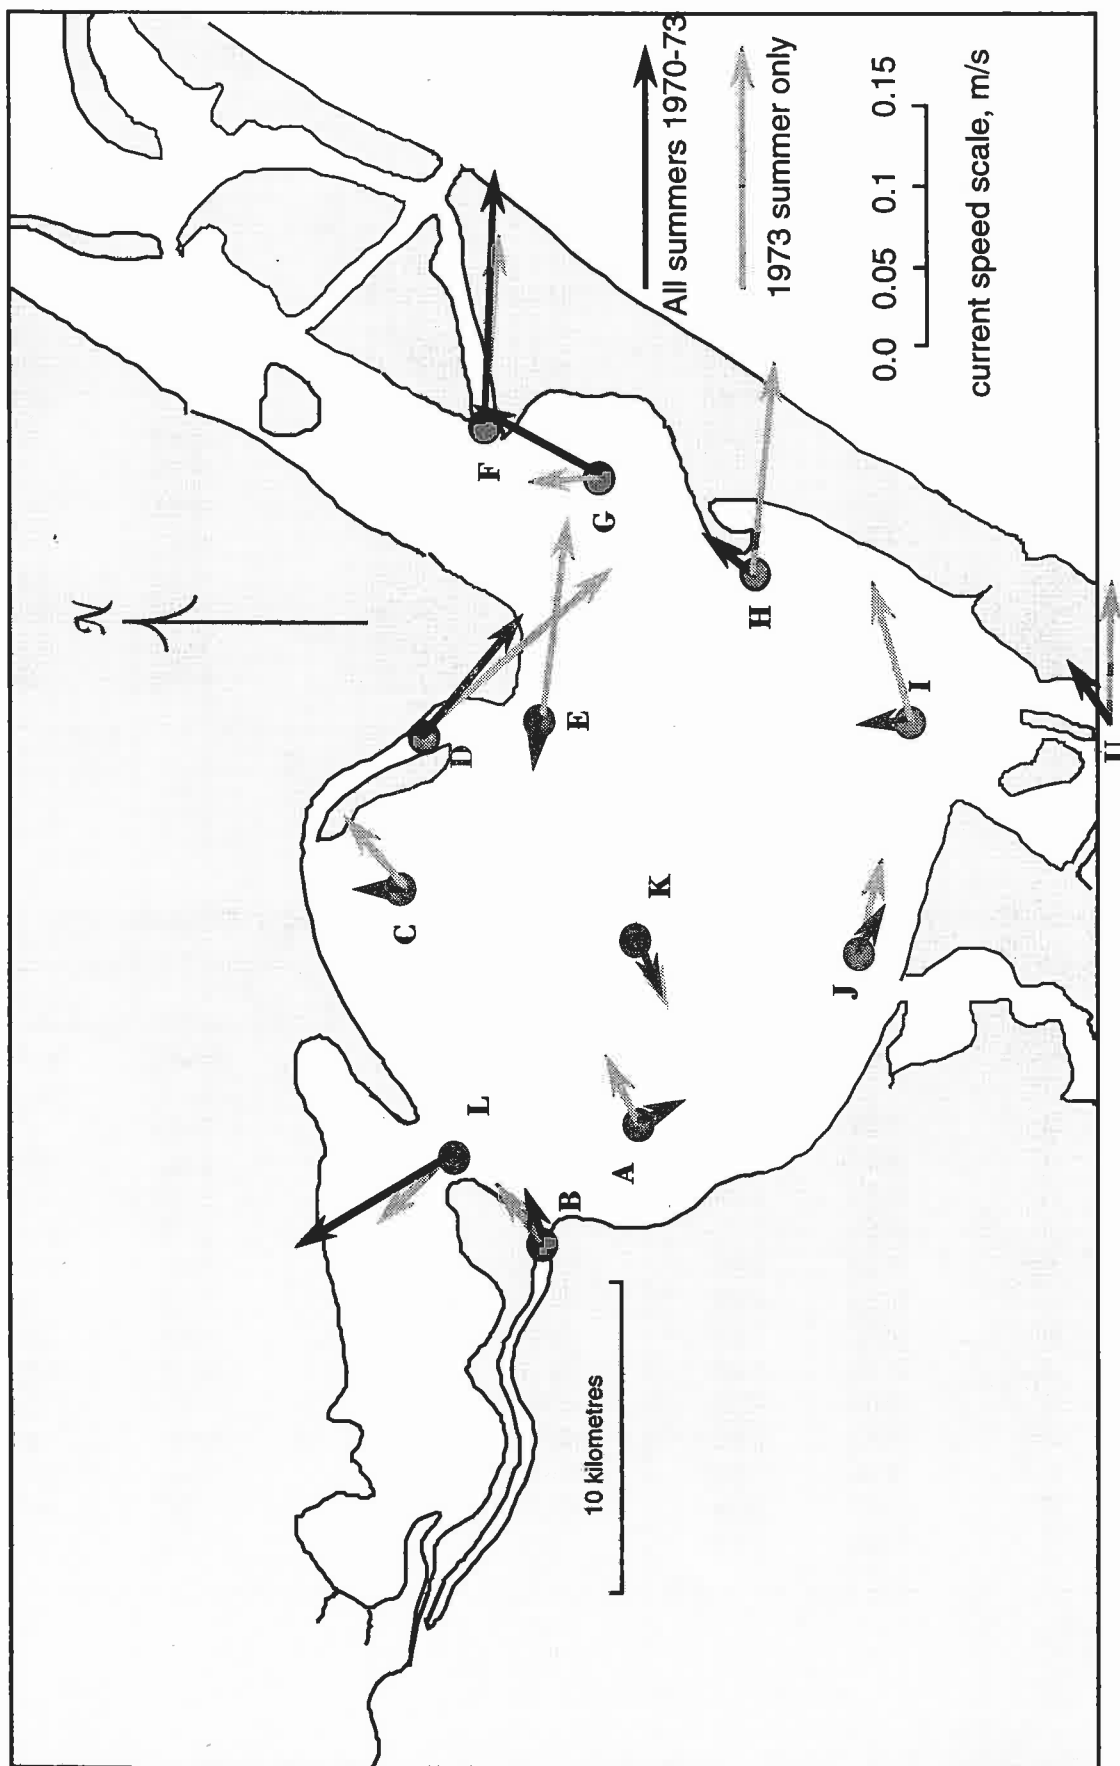 N
All summers 1970-73
1973 summer only
0.0 0.05 0.1 0.15
current speed scale, m/s
10 kilometres
A
B
C
D
E
F
G
H
I
J
K
L
U